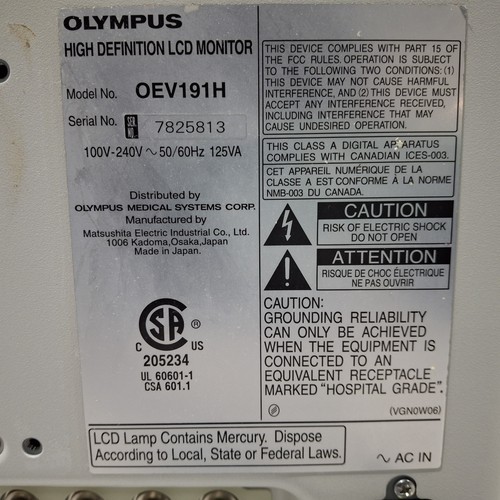 OLYMPUS
HIGH DEFINITION LCD MONITOR
Model No. OEV191H
Serial No. SER. NO. 7825813
100V-240V ~ 50/60Hz 125VA
Distributed by
OLYMPUS MEDICAL SYSTEMS CORP.
Manufactured by
Matsushita Electric Industrial Co., Ltd.
1006 Kadoma,Osaka,Japan
Made in Japan.
CSA ®
C US
205234
UL 60601-1
CSA 601.1
THIS DEVICE COMPLIES WITH PART 15 OF
THE FCC RULES OPERATION IS SUBJECT
TO THE FOLLOWING TWO CONDITIONS: (1)
THIS DEVICE MAY NOT CAUSE HARMFUL
INTERFERENCE, AND (2) THIS DEVICE MUST
ACCEPT ANY INTERFERENCE RECEIVED,
INCLUDING INTERFERENCE THAT MAY
CAUSE UNDESIRED OPERATION.
THIS CLASS A DIGITAL APPARATUS
COMPLIES WITH CANADIAN ICES-003.
CET APPAREIL NUMÉRIQUE DE LA
CLASSE A EST CONFORME À LA NORME
NMB-003 DU CANADA.
CAUTION
RISK OF ELECTRIC SHOCK
DO NOT OPEN
ATTENTION
RISQUE DE CHOC ÉLECTRIQUE
NE PAS OUVRIR
CAUTION:
GROUNDING RELIABILITY
CAN ONLY BE ACHIEVED
WHEN THE EQUIPMENT IS
CONNECTED TO AN
EQUIVALENT RECEPTACLE
MARKED "HOSPITAL GRADE".
(VGN0W06)
LCD Lamp Contains Mercury. Dispose
According to Local, State or Federal Laws.
~ AC IN